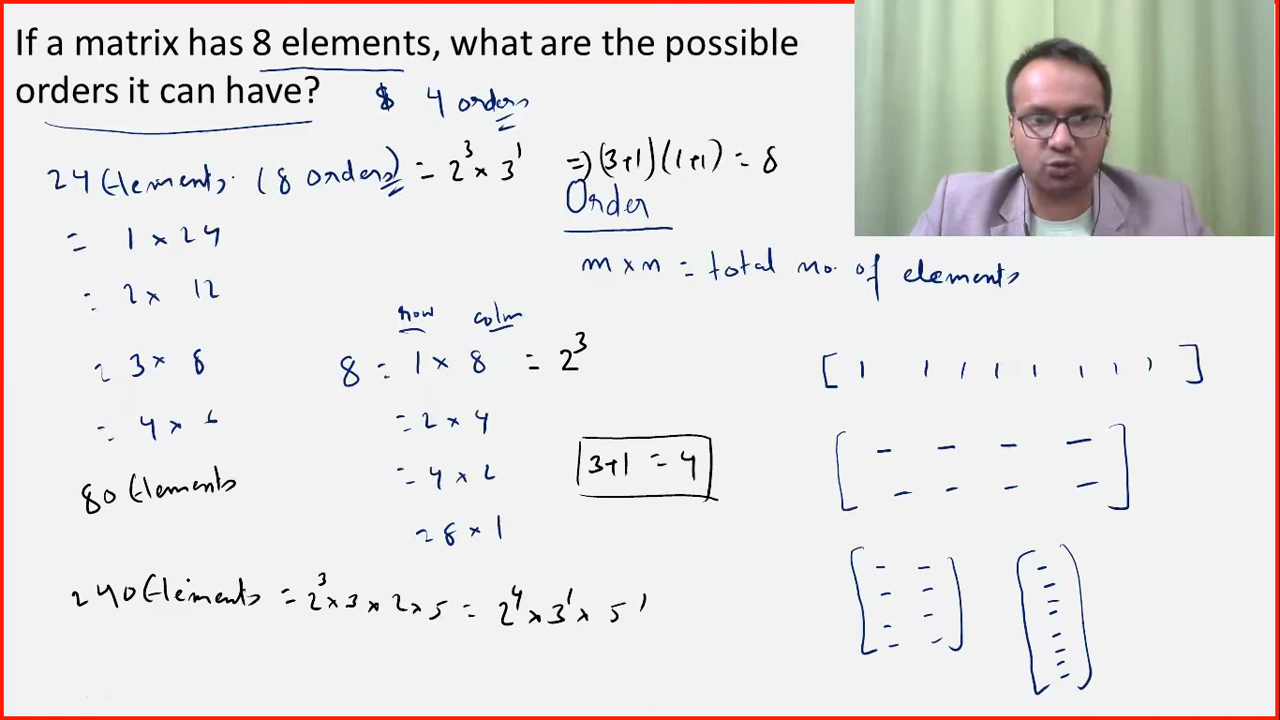 If a matrix has 8 elements, what are the possible
orders it can have?
4 orders
24 Elements. (8 orders) = 2³ × 3¹ ⇒ (3+1)(1+1) = 8
Order
= 1 × 24
m × n = total no. of elements
= 2 × 12
row colm
= 3 × 8
8 = 1 × 8 = 2³
= 4 × 6
= 2 × 4
3+1 = 4
= 4 × 2
80 Elements
= 8 × 1
240 Elements = 2³ × 3 × 2 × 5 = 2⁴ × 3¹ × 5¹